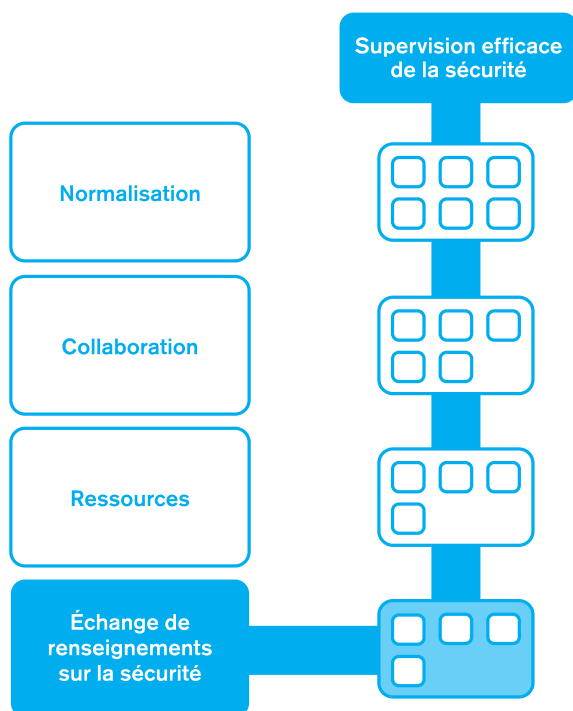 Supervision efficace
de la sécurité
Normalisation
Collaboration
Ressources
Échange de
renseignements
sur la sécurité